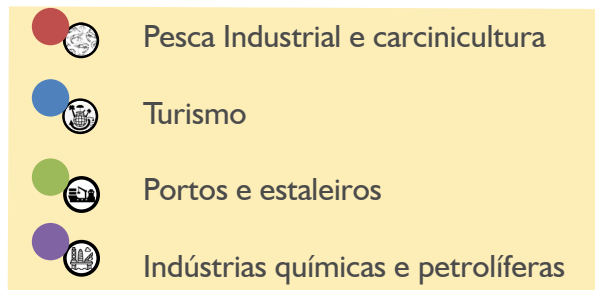 Pesca Industrial e carcinicultura
Turismo
Portos e estaleiros
Indústrias químicas e petrolíferas